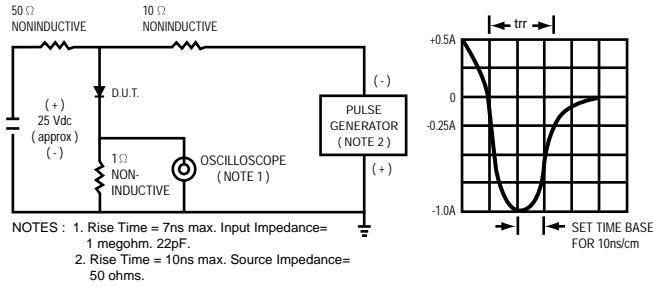 50 Ω
NONINDUCTIVE
10 Ω
NONINDUCTIVE
( + )
25 Vdc
( approx )
( - )
D.U.T.
1 Ω
NON-
INDUCTIVE
OSCILLOSCOPE
( NOTE 1 )
( - )
PULSE
GENERATOR
( NOTE 2 )
( + )
trr
+0.5A
0
-0.25A
-1.0A
SET TIME BASE
FOR 10ns/cm
NOTES : 1. Rise Time = 7ns max. Input Impedance=
1 megohm. 22pF.
2. Rise Time = 10ns max. Source Impedance=
50 ohms.